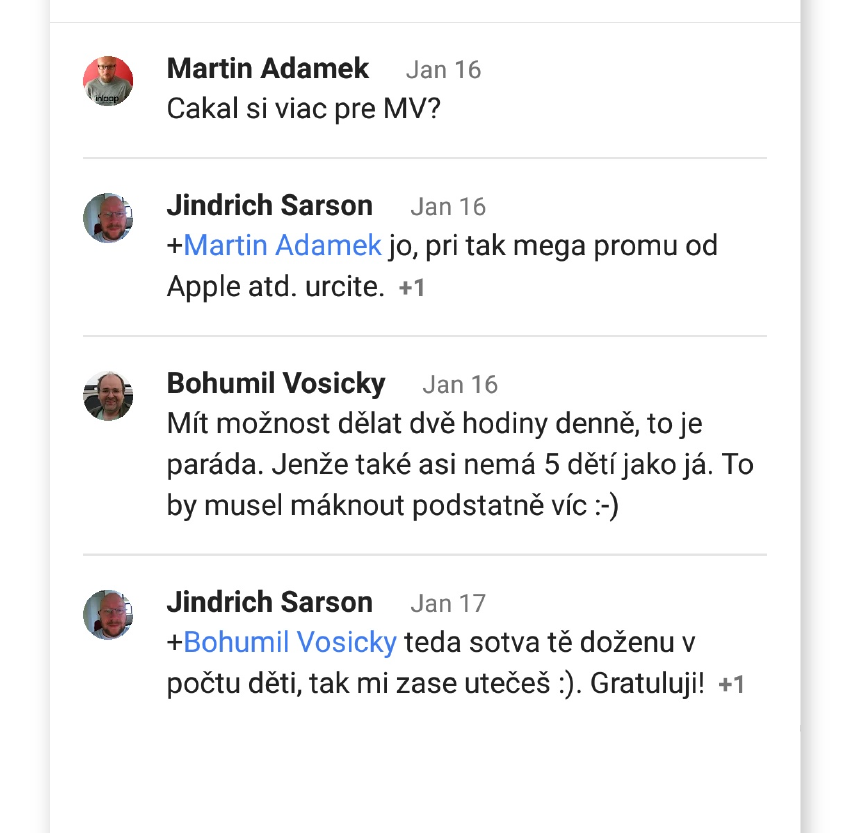 Martin Adamek Jan 16
Cakal si viac pre MV?
Jindrich Sarson Jan 16
+Martin Adamek jo, pri tak mega promu od
Apple atd. urcite. +1
Bohumil Vosicky Jan 16
Mít možnost dělat dvě hodiny denně, to je
paráda. Jenže také asi nemá 5 dětí jako já. To
by musel máknout podstatně víc :-)
Jindrich Sarson Jan 17
+Bohumil Vosicky teda sotva tě doženu v
počtu děti, tak mi zase utečeš :). Gratuluji! +1